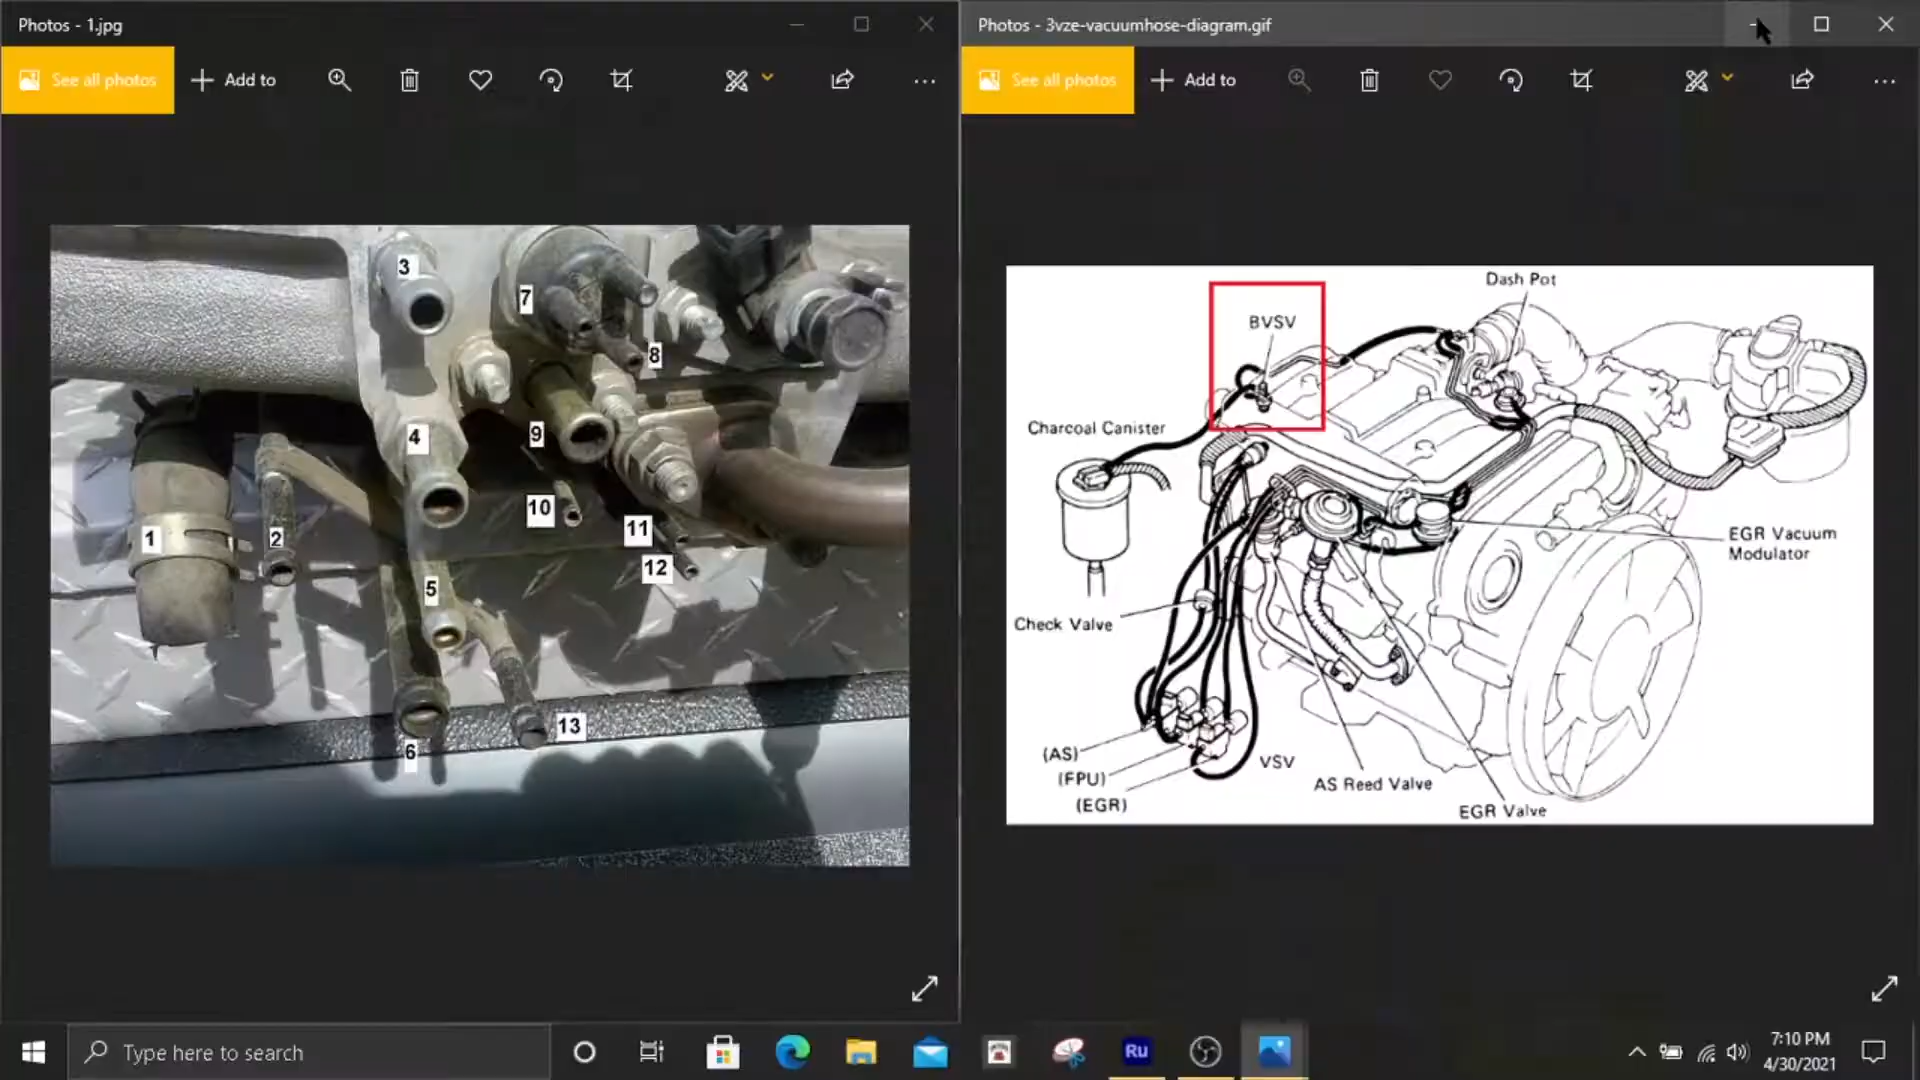 Photos - 1.jpg
See all photos
Add to
3
7
8
4
9
10
11
12
1
2
5
6
13
Photos - 3vze-vacuumhose-diagram.gif
See all photos
Add to
Dash Pot
BVSV
Charcoal Canister
EGR Vacuum
Modulator
Check Valve
(AS)
(FPU)
(EGR)
VSV
AS Reed Valve
EGR Valve
Type here to search
Ru
7:10 PM
4/30/2021